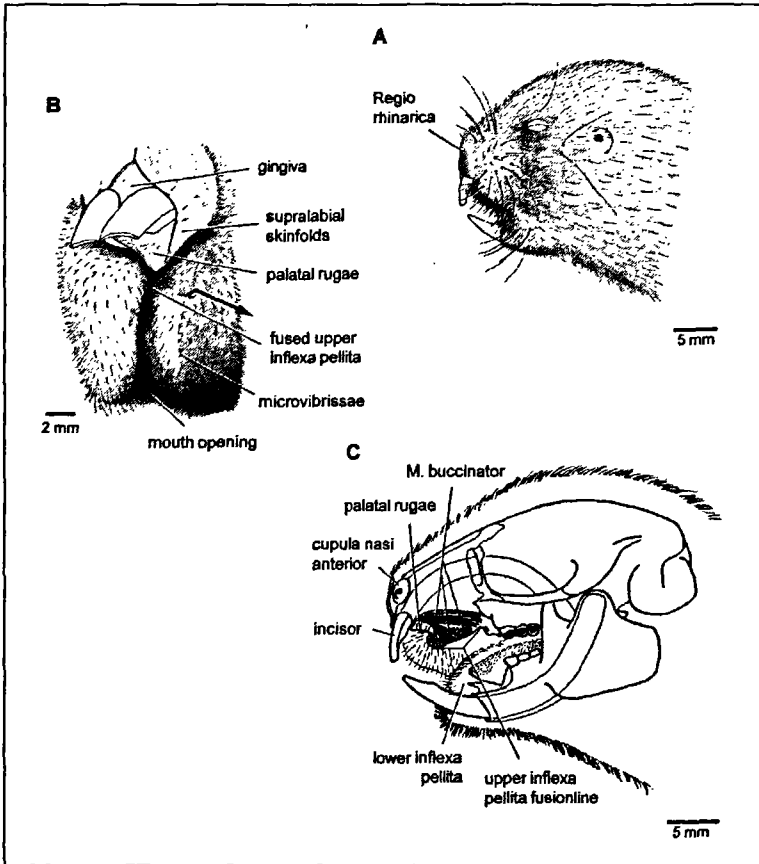 A
Regio
rhinarica
5 mm
B
gingiva
supralabial
skinfolds
palatal rugae
fused upper
inflexa pellita
microvibrissae
2 mm
mouth opening
C
M. buccinator
palatal rugae
cupula nasi
anterior
incisor
lower inflexa
pellita
upper inflexa
pellita fusionline
5 mm